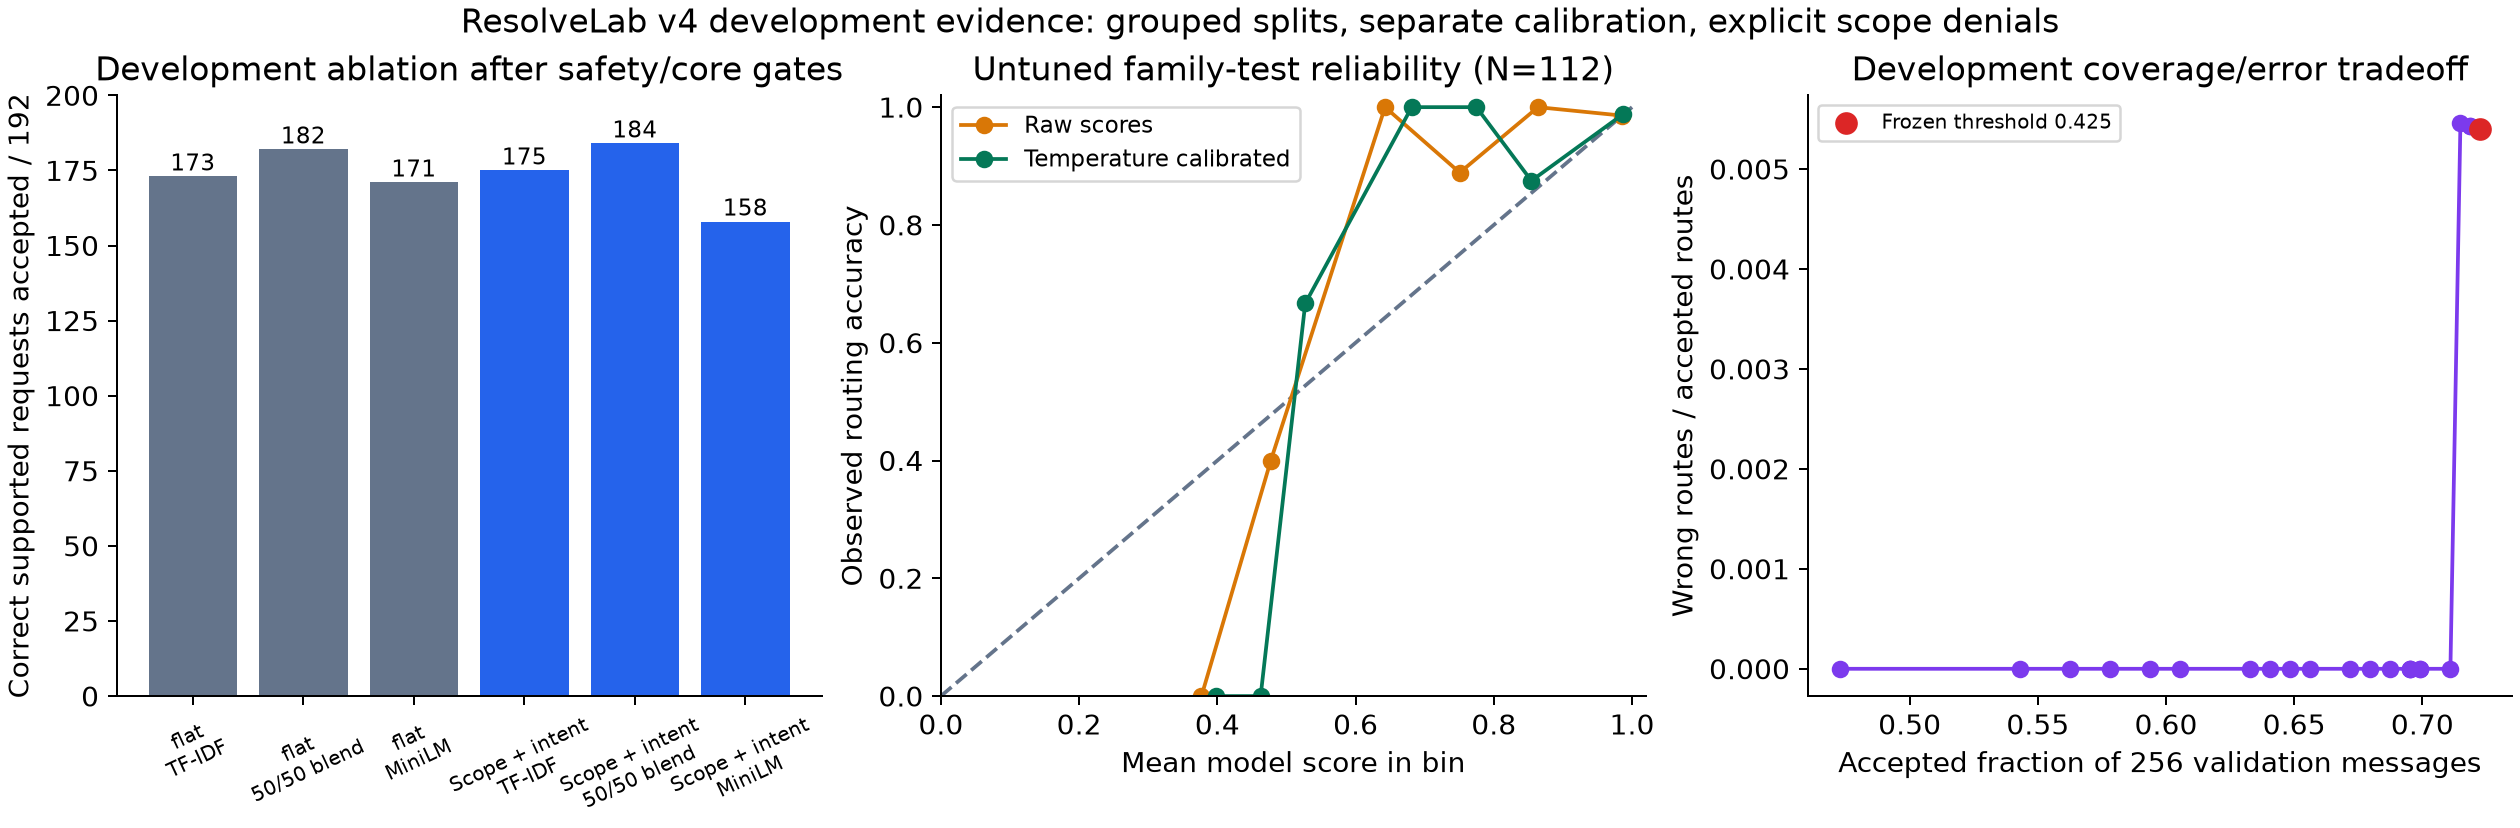 ResolveLab v4 development evidence: grouped splits, separate calibration, explicit scope denials
Development ablation after safety/core gates
Correct supported requests accepted / 192
200
175
150
125
100
75
50
25
0
173
182
171
175
184
158
flat
TF-IDF
flat
50/50 blend
flat
MiniLM
Scope + intent
TF-IDF
Scope + intent
50/50 blend
Scope + intent
MiniLM
Untuned family-test reliability (N=112)
Raw scores
Temperature calibrated
Observed routing accuracy
1.0
0.8
0.6
0.4
0.2
0.0
0.0
0.2
0.4
0.6
0.8
1.0
Mean model score in bin
Development coverage/error tradeoff
Frozen threshold 0.425
Wrong routes / accepted routes
0.005
0.004
0.003
0.002
0.001
0.000
0.50
0.55
0.60
0.65
0.70
Accepted fraction of 256 validation messages